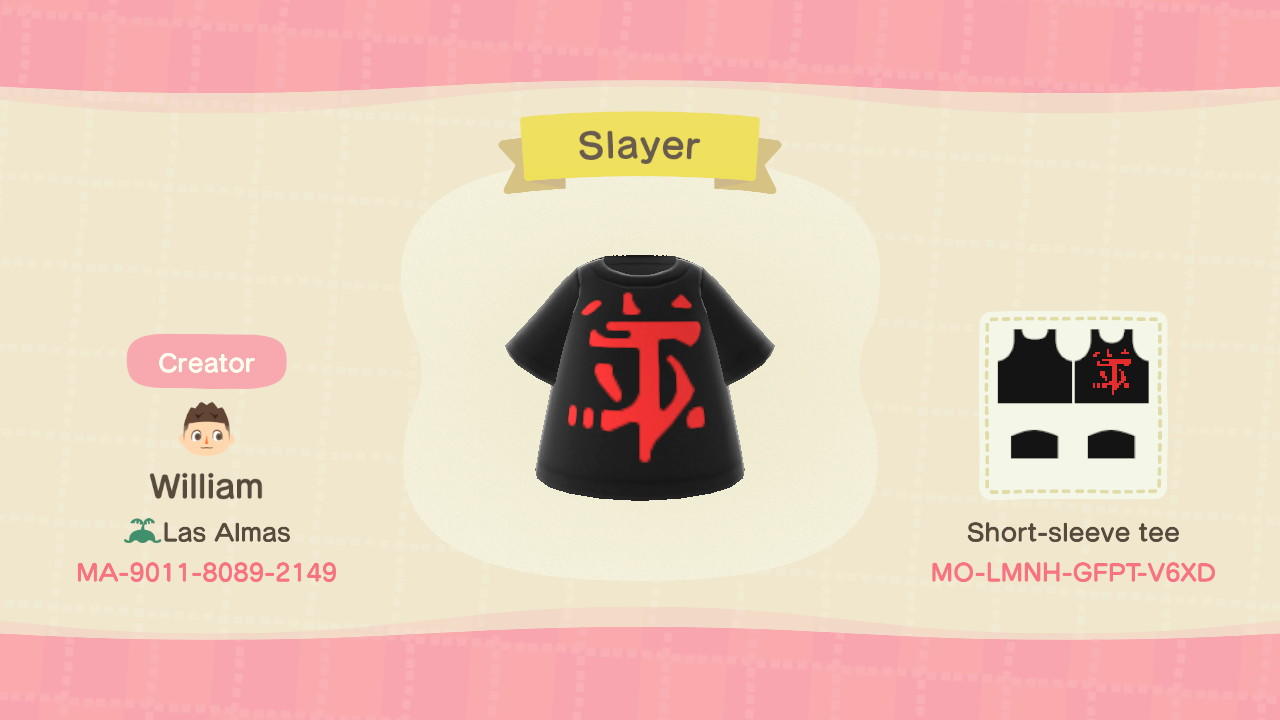 Slayer
Creator
William
Las Almas
MA-9011-8089-2149
Short-sleeve tee
MO-LMNH-GFPT-V6XD